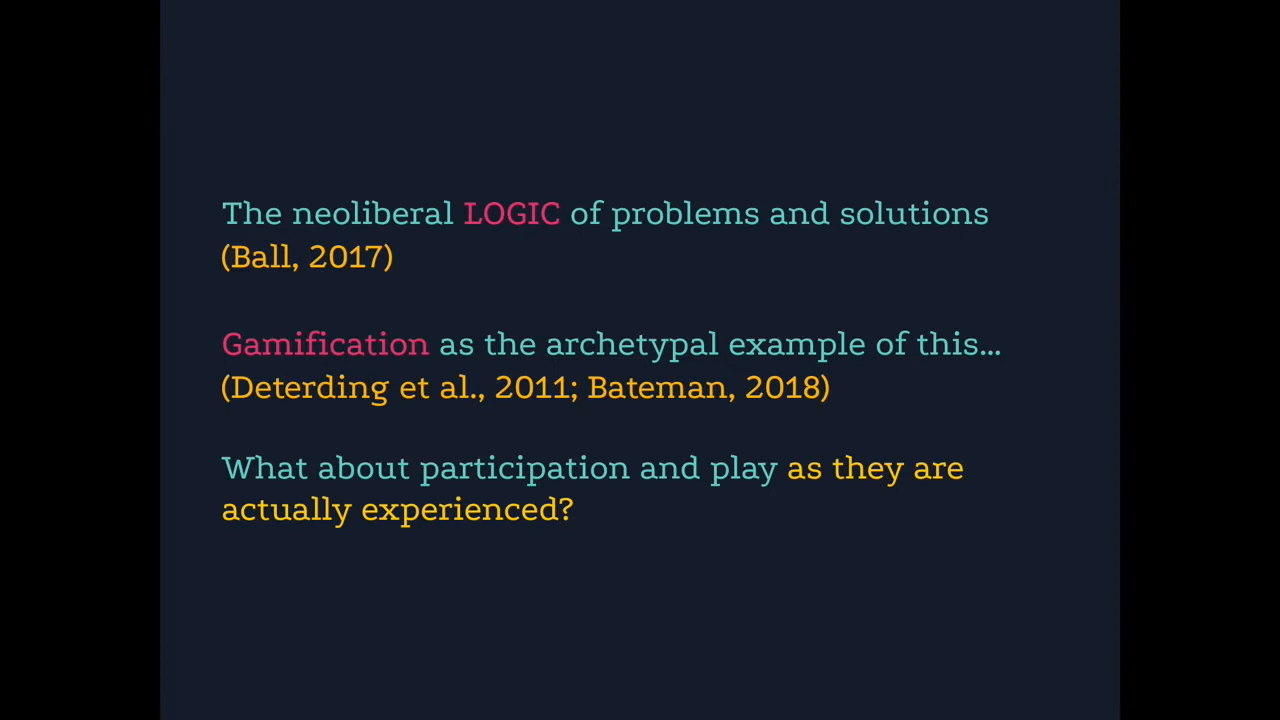 The neoliberal LOGIC of problems and solutions
(Ball, 2017)
Gamification as the archetypal example of this...
(Deterding et al., 2011; Bateman, 2018)
What about participation and play as they are
actually experienced?